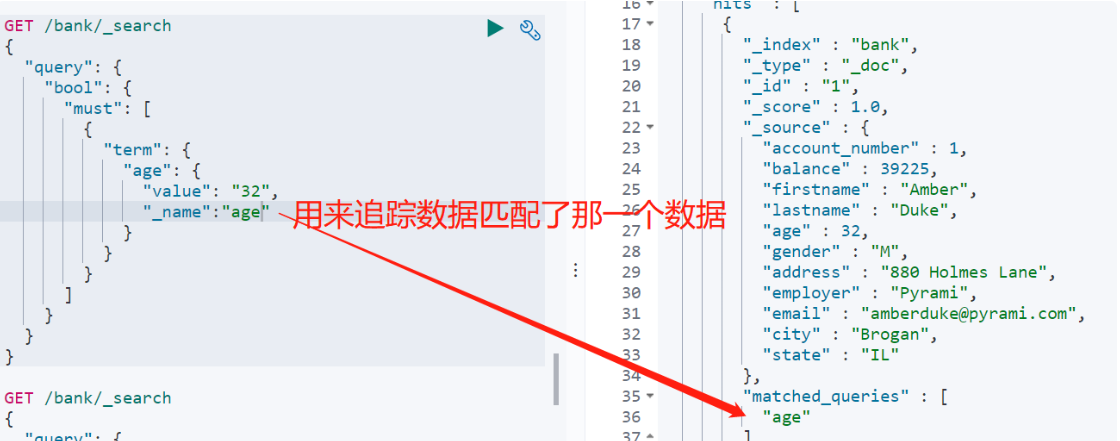 GET /bank/_search
{
"query": {
"bool": {
"must": [
{
"term": {
"age": {
"value": "32",
"_name":"age"
}
}
}
]
}
}
}
GET /bank/_search
{
"query": {
用来追踪数据匹配了那一个数据
16 "hits" : [
17 {
18 "_index" : "bank",
19 "_type" : "_doc",
20 "_id" : "1",
21 "_score" : 1.0,
22 "_source" : {
23 "account_number" : 1,
24 "balance" : 39225,
25 "firstname" : "Amber",
26 "lastname" : "Duke",
27 "age" : 32,
28 "gender" : "M",
29 "address" : "880 Holmes Lane",
30 "employer" : "Pyrami",
31 "email" : "amberduke@pyrami.com",
32 "city" : "Brogan",
33 "state" : "IL"
34 },
35 "matched_queries" : [
36 "age"
37 ]